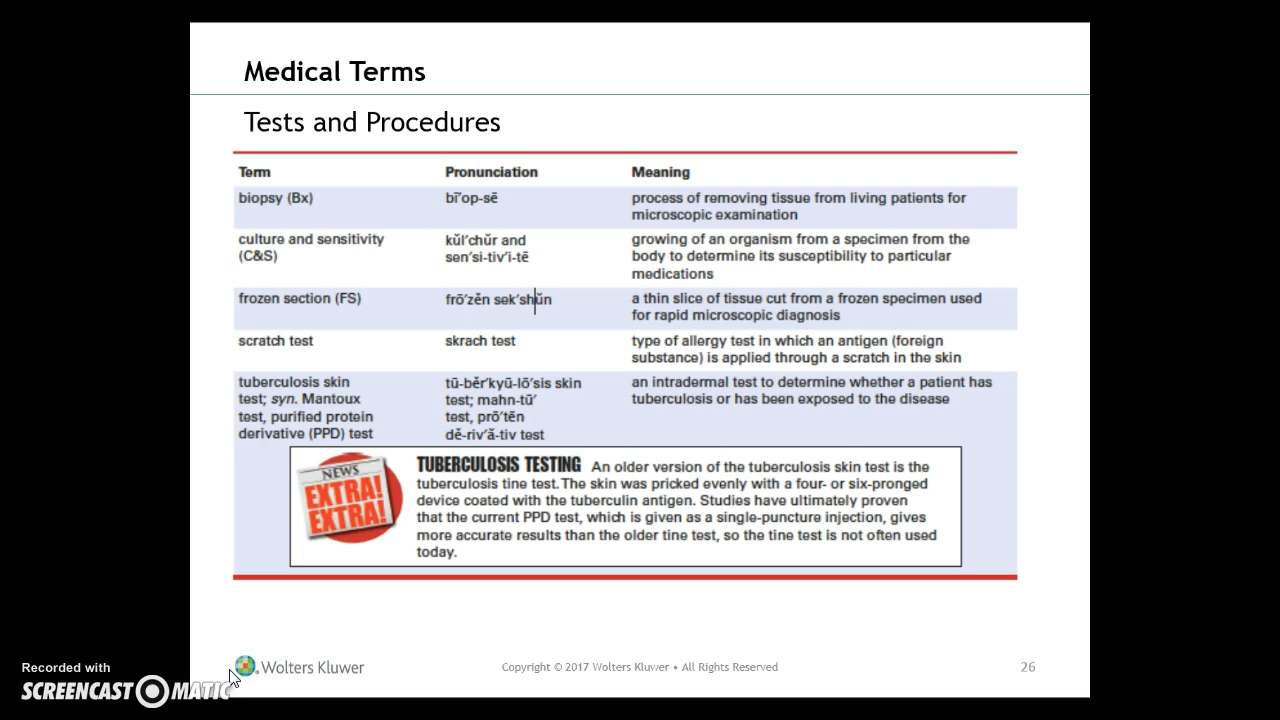 Medical Terms
Tests and Procedures
Term Pronunciation Meaning
biopsy (Bx) bī′op-sē process of removing tissue from living patients for
microscopic examination
culture and sensitivity kŭl′chŭr and growing of an organism from a specimen from the
(C&S) sen′si-tiv′i-tē body to determine its susceptibility to particular
medications
frozen section (FS) frō′zĕn sek′shŭn a thin slice of tissue cut from a frozen specimen used
for rapid microscopic diagnosis
scratch test skrach test type of allergy test in which an antigen (foreign
substance) is applied through a scratch in the skin
tuberculosis skin tū-bĕr′kyū-lō′sis skin an intradermal test to determine whether a patient has
test; syn. Mantoux test; mahn-tū′ tuberculosis or has been exposed to the disease
test, purified protein test, prō′tēn
derivative (PPD) test dĕ-riv′ă-tiv test
NEWS
EXTRA!
EXTRA!
TUBERCULOSIS TESTING An older version of the tuberculosis skin test is the
tuberculosis tine test. The skin was pricked evenly with a four- or six-pronged
device coated with the tuberculin antigen. Studies have ultimately proven
that the current PPD test, which is given as a single-puncture injection, gives
more accurate results than the older tine test, so the tine test is not often used
today.
Wolters Kluwer Copyright © 2017 Wolters Kluwer • All Rights Reserved 26
Recorded with
SCREENCAST MATIC